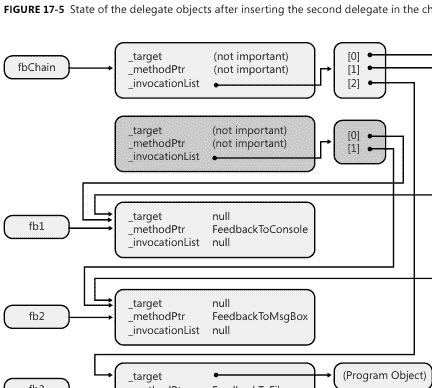 FIGURE 17-5 State of the delegate objects after inserting the second delegate in the
fbChain
_target (not important)
_methodPtr (not important)
_invocationList
[0]
[1]
[2]
_target (not important)
_methodPtr (not important)
_invocationList
[0]
[1]
fb1
_target null
_methodPtr FeedbackToConsole
_invocationList null
fb2
_target null
_methodPtr FeedbackToMsgBox
_invocationList null
_target
(Program Object)